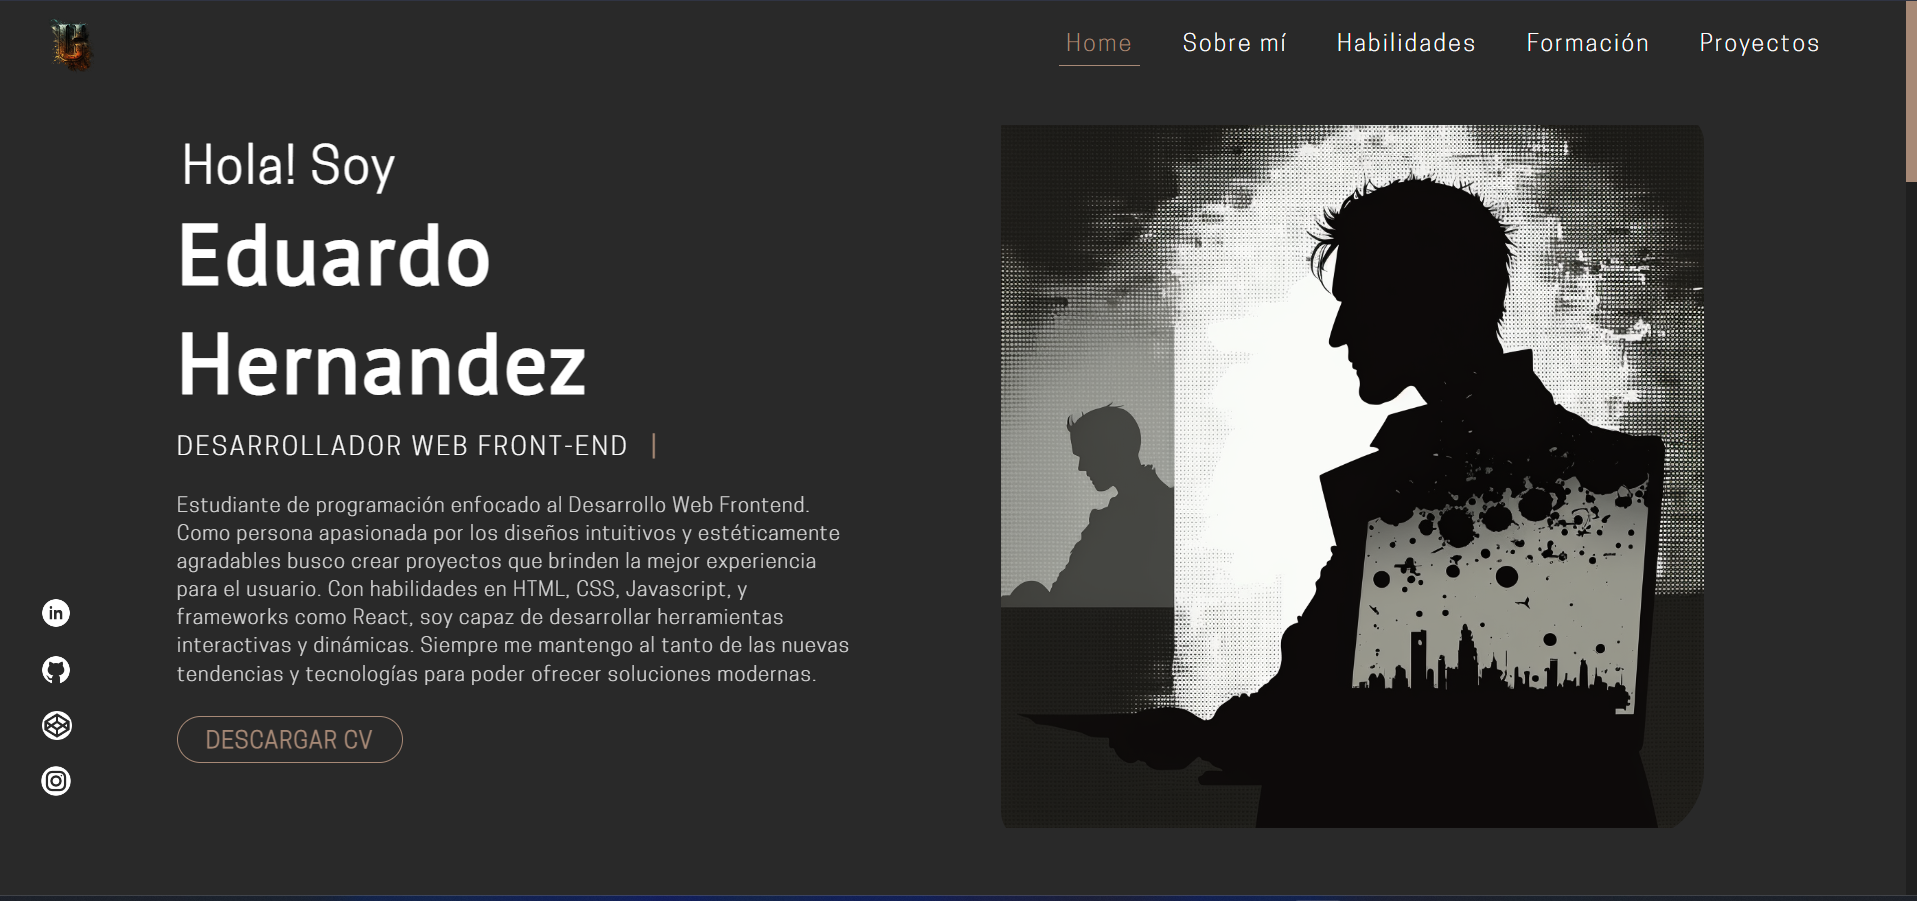 Home Sobre mí Habilidades Formación Proyectos
Hola! Soy
Eduardo
Hernandez
DESARROLLADOR WEB FRONT-END |
Estudiante de programación enfocado al Desarrollo Web Frontend.
Como persona apasionada por los diseños intuitivos y estéticamente
agradables busco crear proyectos que brinden la mejor experiencia
para el usuario. Con habilidades en HTML, CSS, Javascript, y
frameworks como React, soy capaz de desarrollar herramientas
interactivas y dinámicas. Siempre me mantengo al tanto de las nuevas
tendencias y tecnologías para poder ofrecer soluciones modernas.
in
DESCARGAR CV